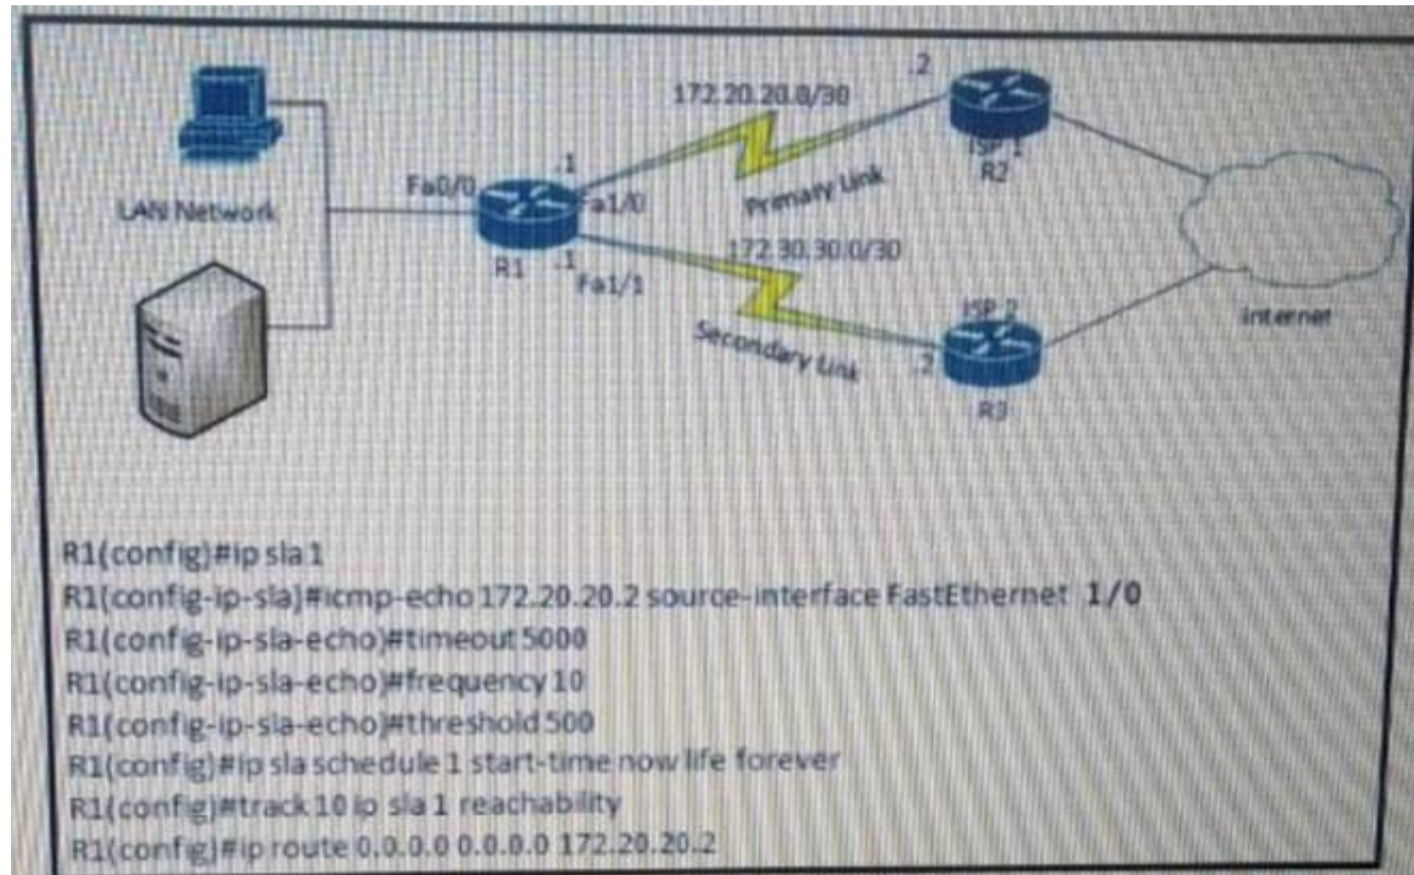 .2
172.20.20.0/30
ISP 1
R2
.1
Fa0/0
Fa1/0
Primary Link
LAN Network
172.30.30.0/30
R1
.1
Fa1/1
ISP 2
internet
Secondary Link
.2
R3
R1(config)#ip sla 1
R1(config-ip-sla)#icmp-echo 172.20.20.2 source-interface FastEthernet 1/0
R1(config-ip-sla-echo)#timeout 5000
R1(config-ip-sla-echo)#frequency 10
R1(config-ip-sla-echo)#threshold 500
R1(config)#ip sla schedule 1 start-time now life forever
R1(config)#track 10 ip sla 1 reachability
R1(config)#ip route 0.0.0.0 0.0.0.0 172.20.20.2